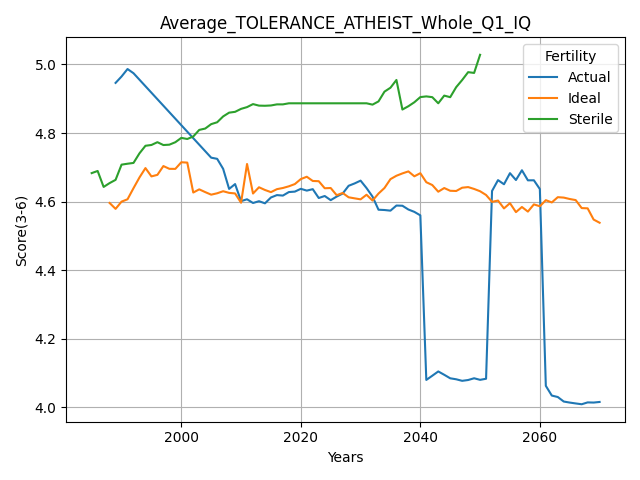 Average_TOLERANCE_ATHEIST_Whole_Q1_IQ
Fertility
Actual
Ideal
Sterile
Score(3-6)
5.0
4.8
4.6
4.4
4.2
4.0
2000 2020 2040 2060
Years